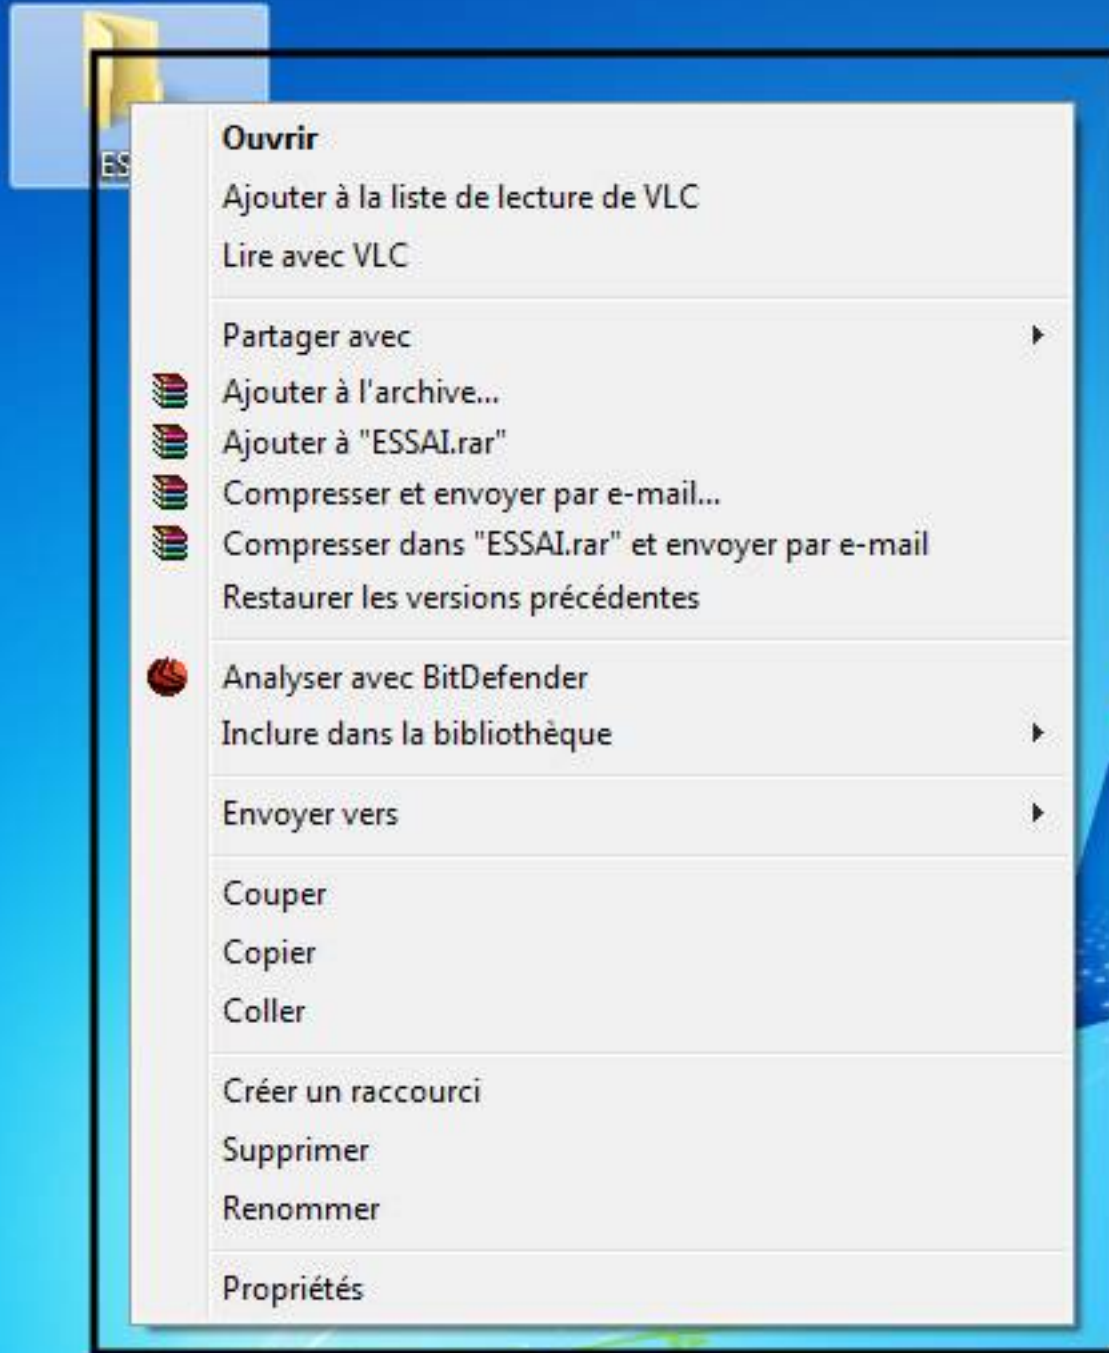 Ouvrir
Ajouter à la liste de lecture de VLC
Lire avec VLC
Partager avec
Ajouter à l'archive...
Ajouter à "ESSAI.rar"
Compresser et envoyer par e-mail...
Compresser dans "ESSAI.rar" et envoyer par e-mail
Restaurer les versions précédentes
Analyser avec BitDefender
Inclure dans la bibliothèque
Envoyer vers
Couper
Copier
Coller
Créer un raccourci
Supprimer
Renommer
Propriétés